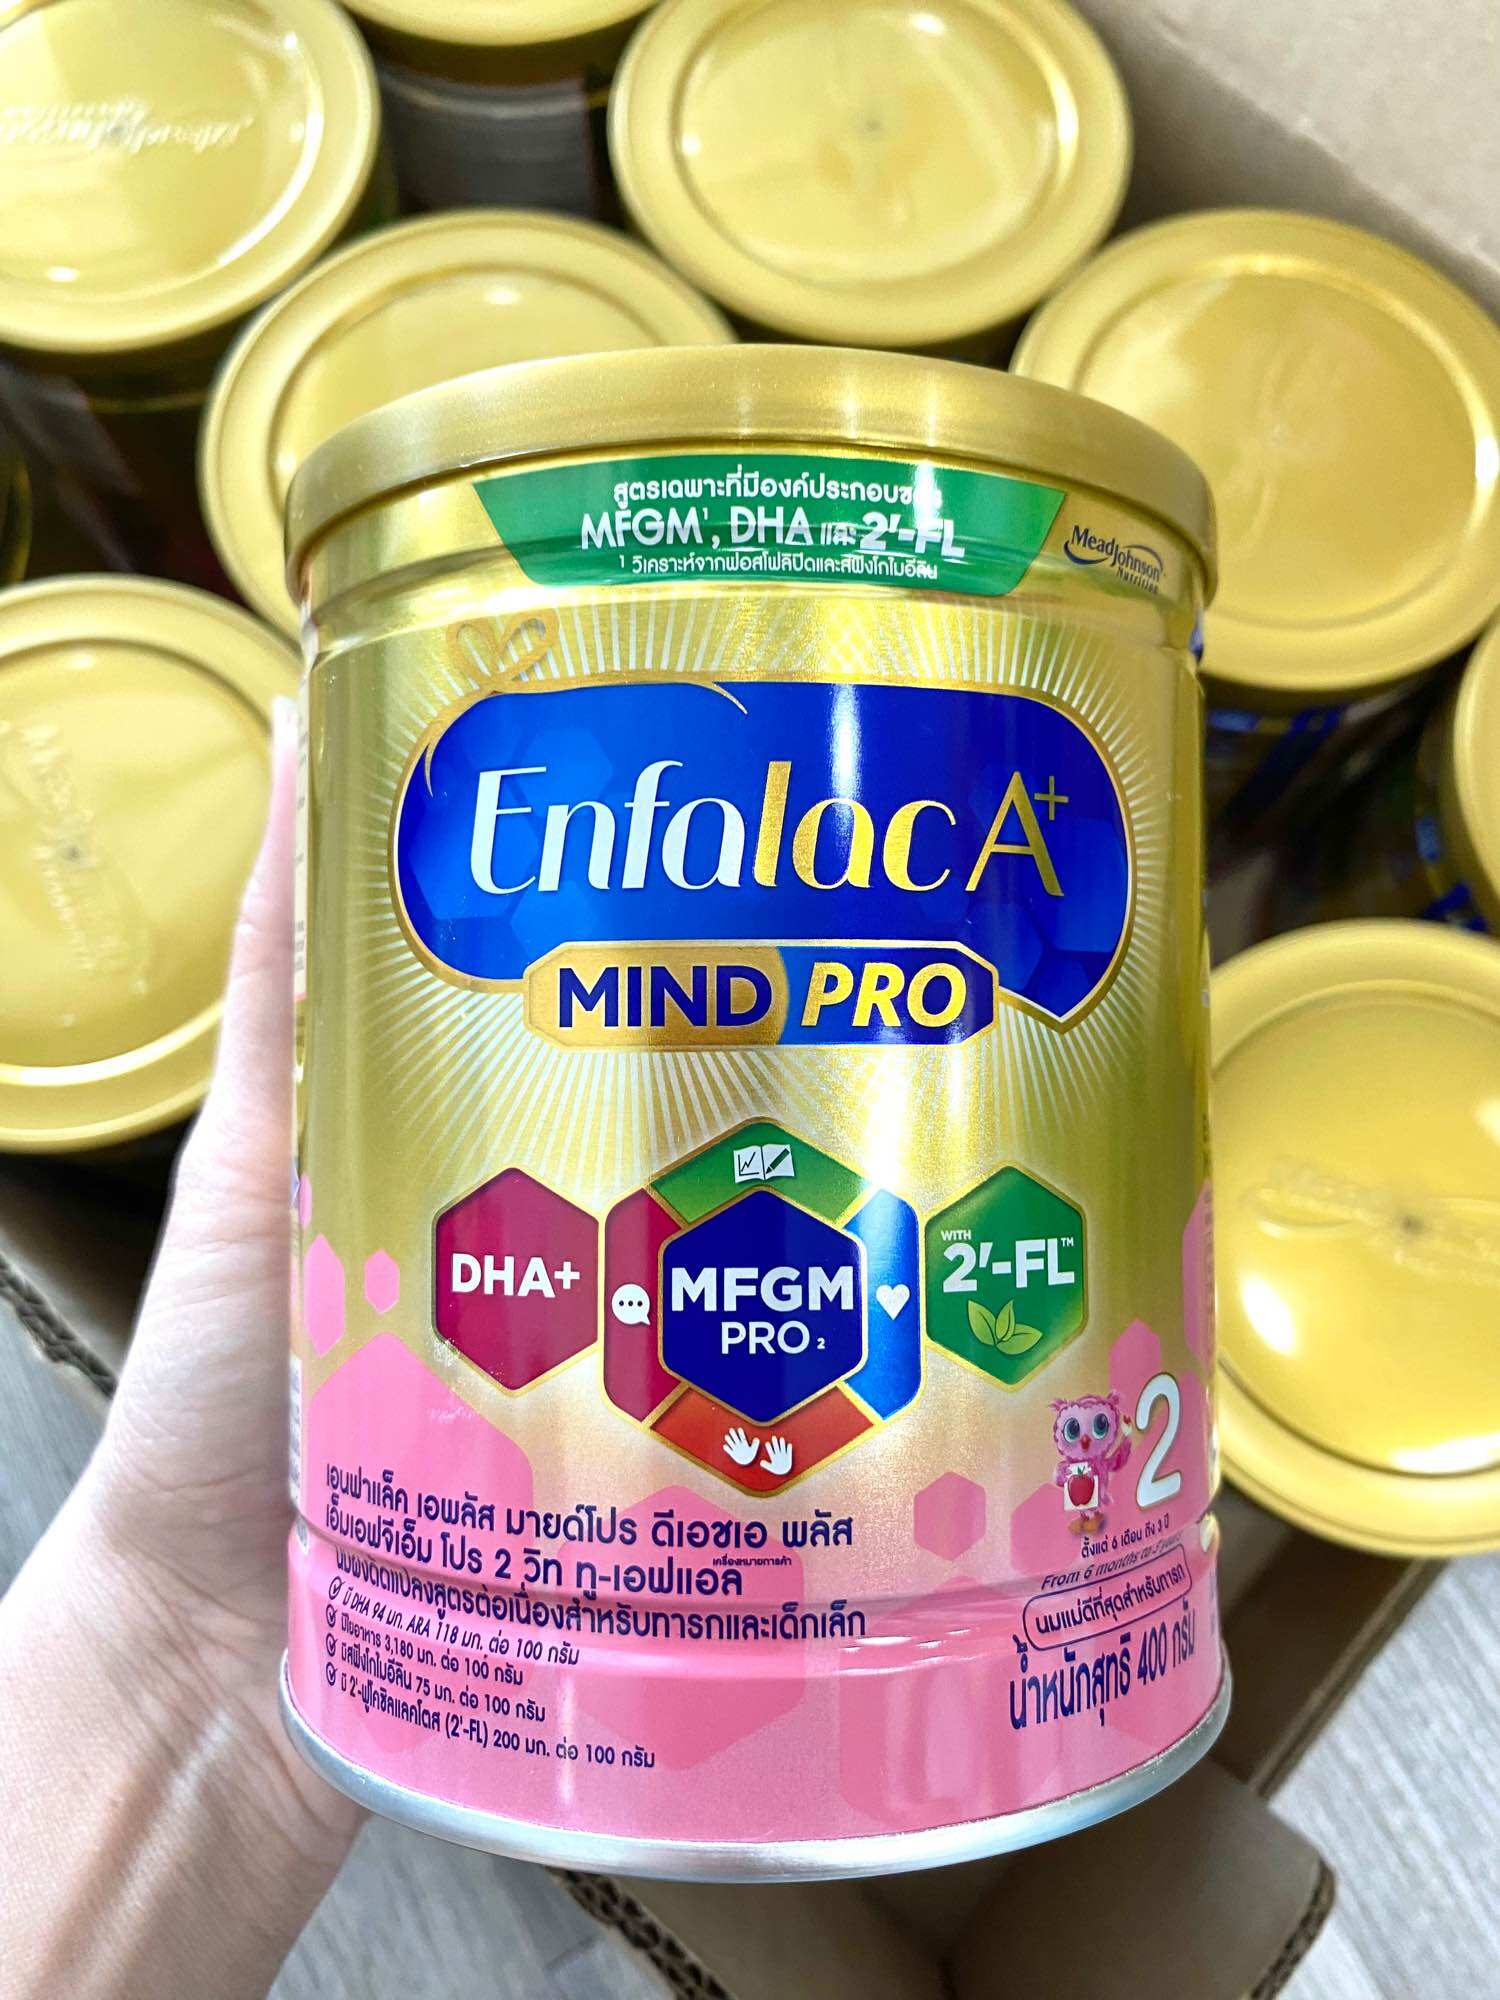 สูตรเฉพาะที่มีองค์ประกอบของ
MFGM¹, DHA และ 2'-FL
¹ วิเคราะห์จากฟอสโฟลิปิดและสฟิงโกไมอีลิน
MeadJohnson
Nutrition
Enfalac A+
MIND PRO
DHA+
MFGM
PRO 2
WITH
2'-FL™
2
เอนฟาแล็ค เอพลัส มายด์โปร ดีเอชเอ พลัส
เอ็มเอฟจีเอ็ม โปร 2 วิท ทู-เอฟแอล
เครื่องหมายการค้า
นมผงดัดแปลงสูตรต่อเนื่องสำหรับทารกและเด็กเล็ก
มี DHA 94 มก. ARA 118 มก. ต่อ 100 กรัม
มีใยอาหาร 3,180 มก. ต่อ 100 กรัม
มีสฟิงโกไมอีลิน 75 มก. ต่อ 100 กรัม
มี 2'-ฟูโคซิลแลคโตส (2'-FL) 200 มก. ต่อ 100 กรัม
ตั้งแต่ 6 เดือน ถึง 3 ปี
From 6 months to 3 years
นมแม่ดีที่สุดสำหรับทารก
น้ำหนักสุทธิ 400 กรัม